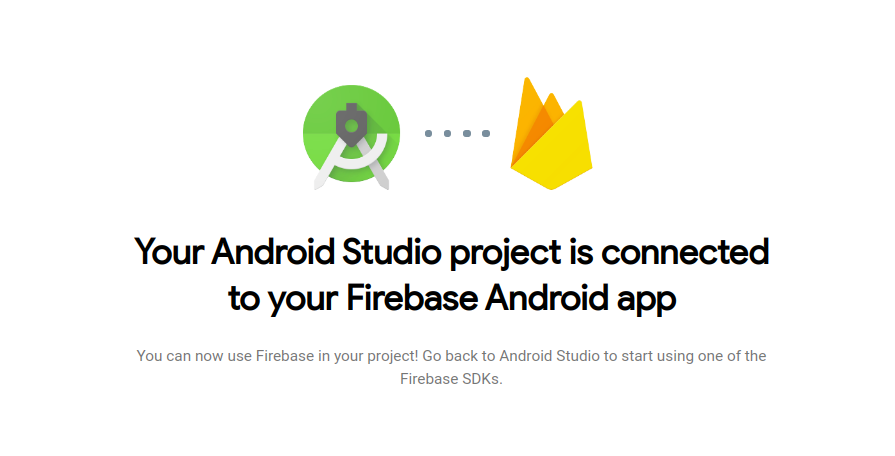 Your Android Studio project is connected
to your Firebase Android app
You can now use Firebase in your project! Go back to Android Studio to start using one of the
Firebase SDKs.